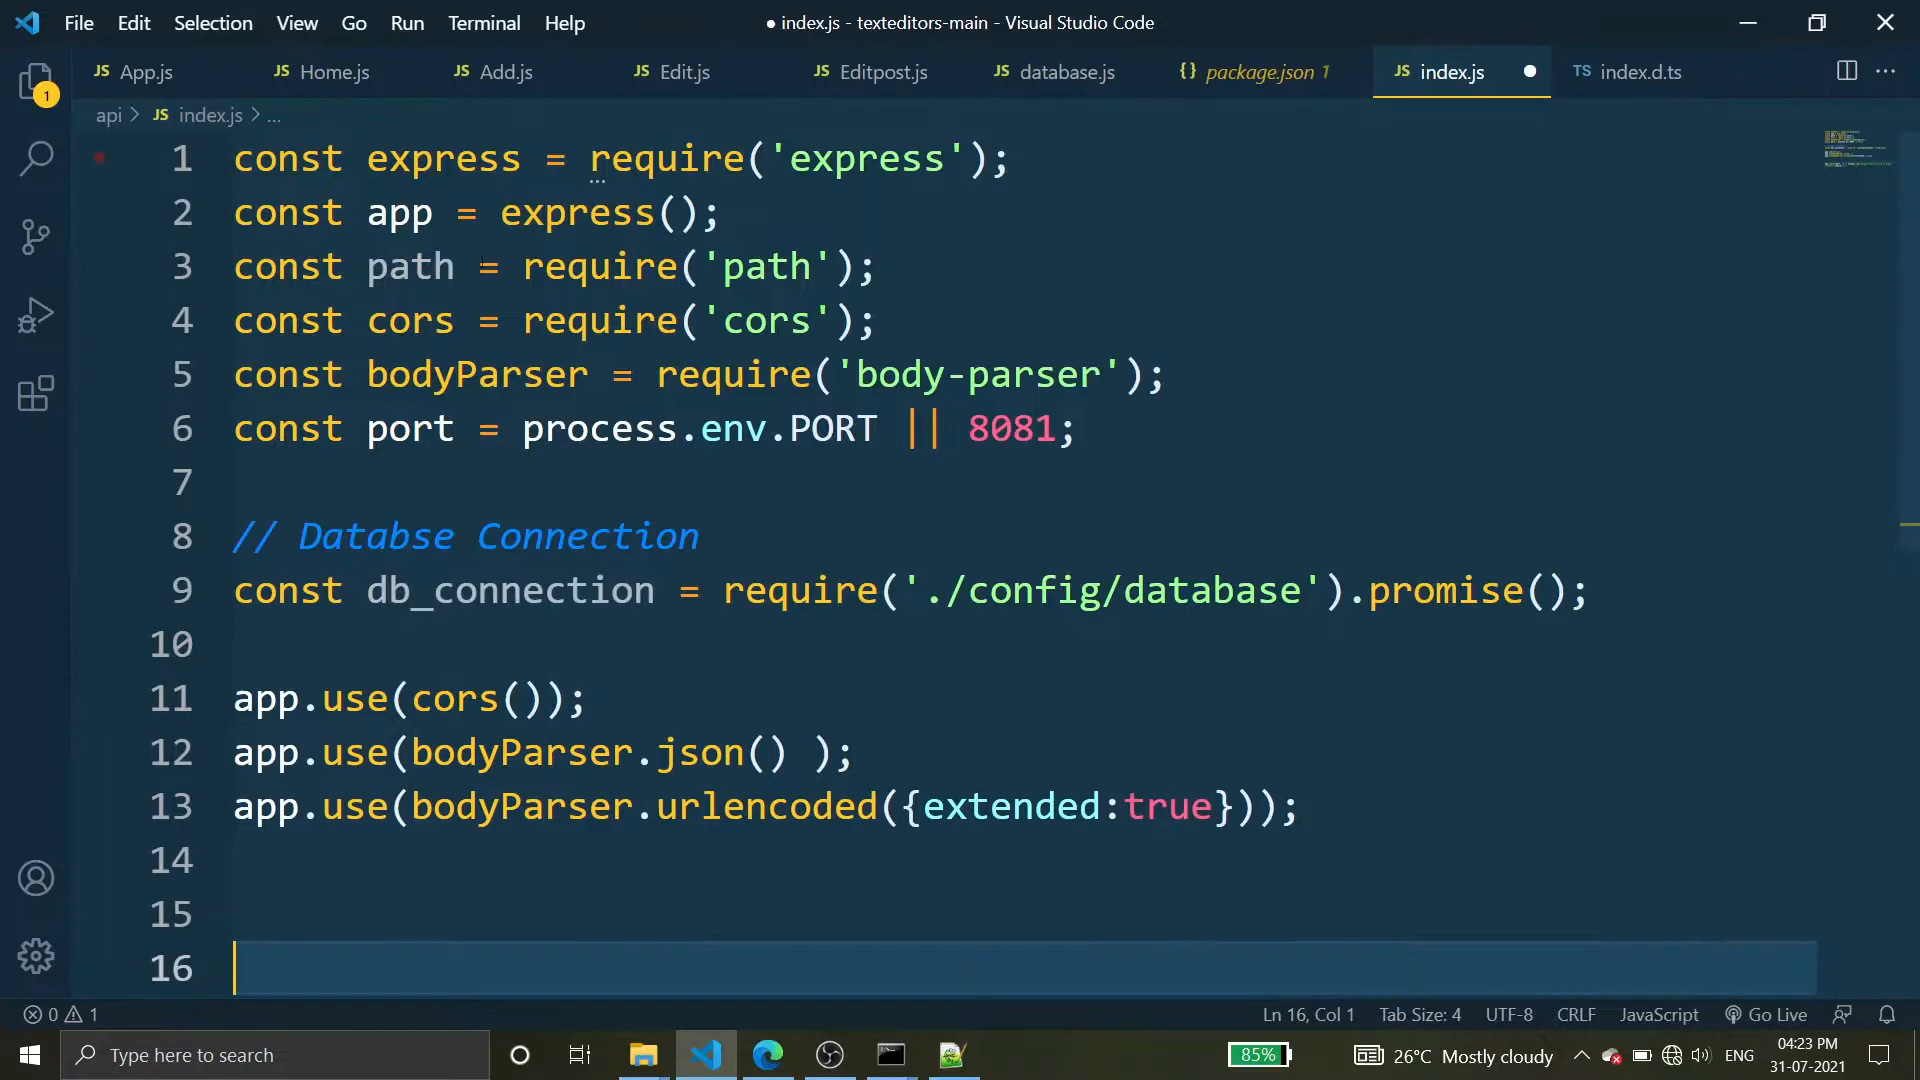 File Edit Selection View Go Run Terminal Help ● index.js - texteditors-main - Visual Studio Code
JS App.js JS Home.js JS Add.js JS Edit.js JS Editpost.js JS database.js {} package.json 1 JS index.js TS index.d.ts
1
api > JS index.js > ...
1 const express = require('express');
2 const app = express();
3 const path = require('path');
4 const cors = require('cors');
5 const bodyParser = require('body-parser');
6 const port = process.env.PORT || 8081;
7
8 // Databse Connection
9 const db_connection = require('./config/database').promise();
10
11 app.use(cors());
12 app.use(bodyParser.json() );
13 app.use(bodyParser.urlencoded({extended:true}));
14
15
16
0 1 Ln 16, Col 1 Tab Size: 4 UTF-8 CRLF JavaScript Go Live
Type here to search 85% 26°C Mostly cloudy ENG 04:23 PM
31-07-2021